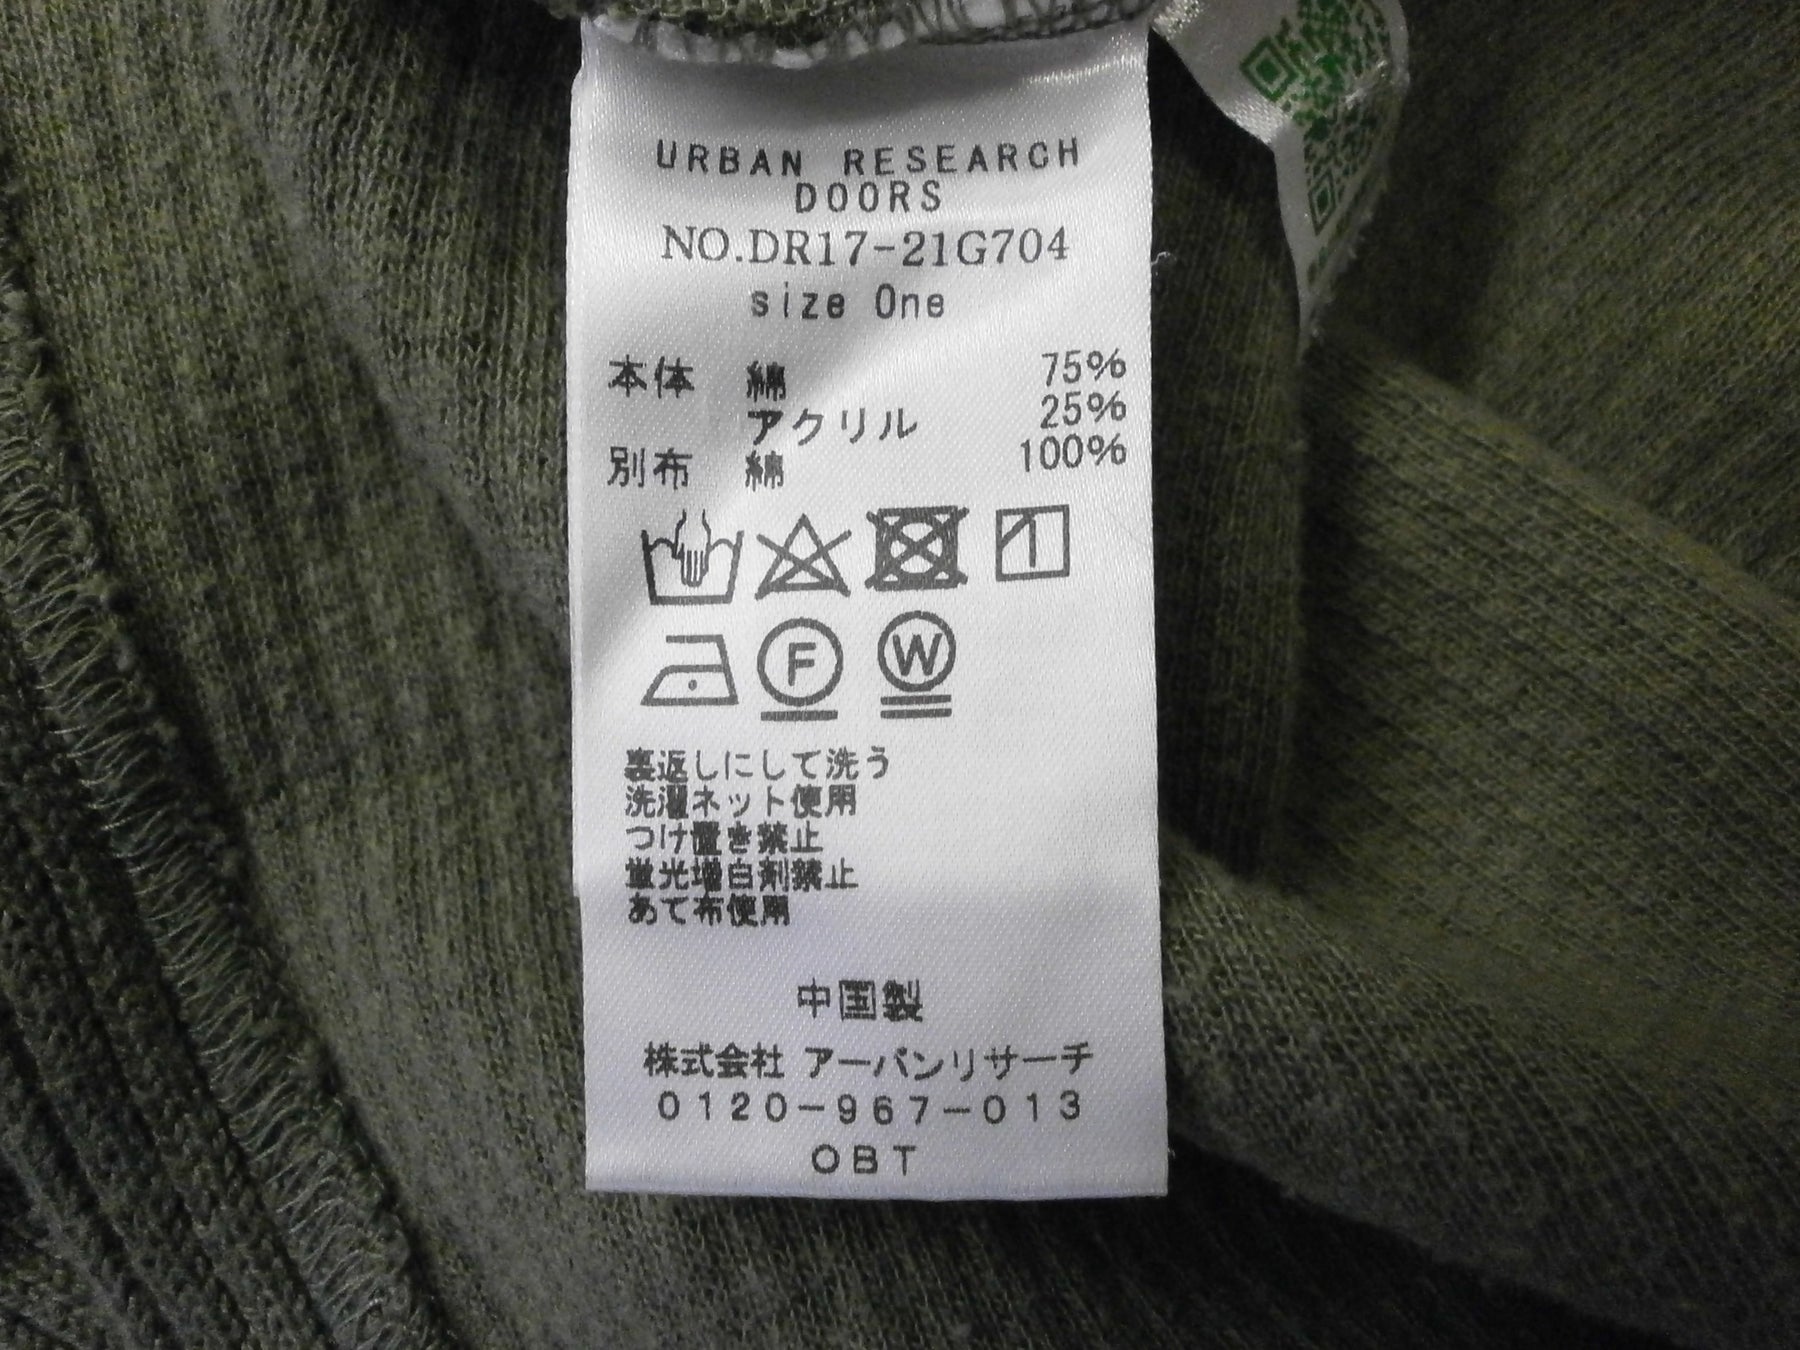 URBAN RESEARCH
DOORS
NO.DR17-21G704
size One
本体 綿 75%
アクリル 25%
別布 綿 100%
F W
裏返しにして洗う
洗濯ネット使用
つけ置き禁止
蛍光増白剤禁止
あて布使用
中国製
株式会社 アーバンリサーチ
0120-967-013
OBT